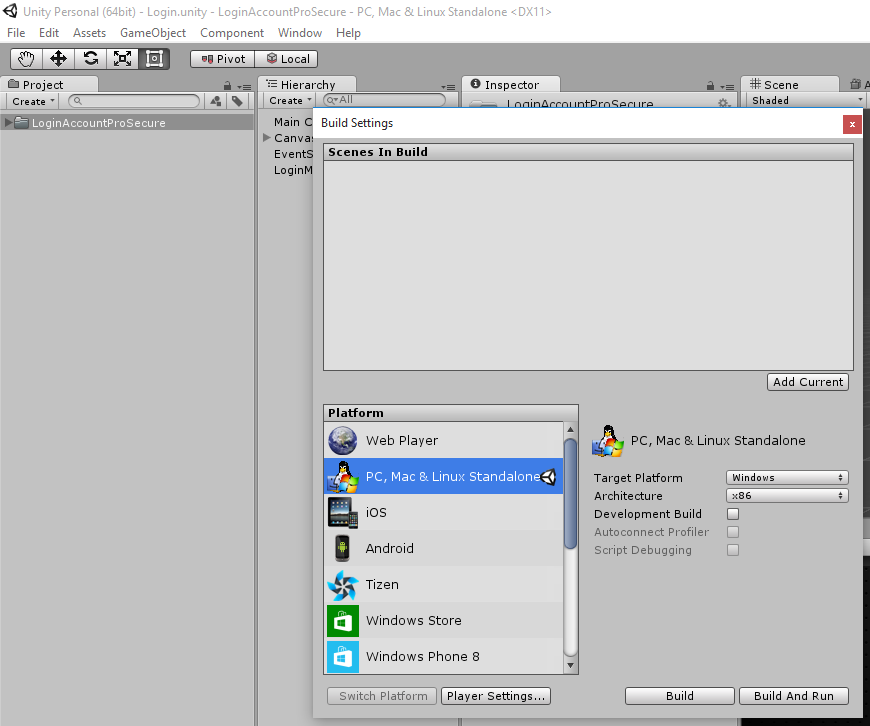 Unity Personal (64bit) - Login.unity - LoginAccountProSecure - PC, Mac & Linux Standalone <DX11>
File Edit Assets GameObject Component Window Help
Pivot Local
Project Hierarchy Inspector Scene
Create Create All LoginAccountProSecure Shaded
LoginAccountProSecure
Main C
Canvas
EventS
LoginM
Build Settings
Scenes In Build
Add Current
Platform
Web Player
PC, Mac & Linux Standalone
iOS
Android
Tizen
Windows Store
Windows Phone 8
PC, Mac & Linux Standalone
Target Platform Windows
Architecture x86
Development Build
Autoconnect Profiler
Script Debugging
Switch Platform Player Settings... Build Build And Run